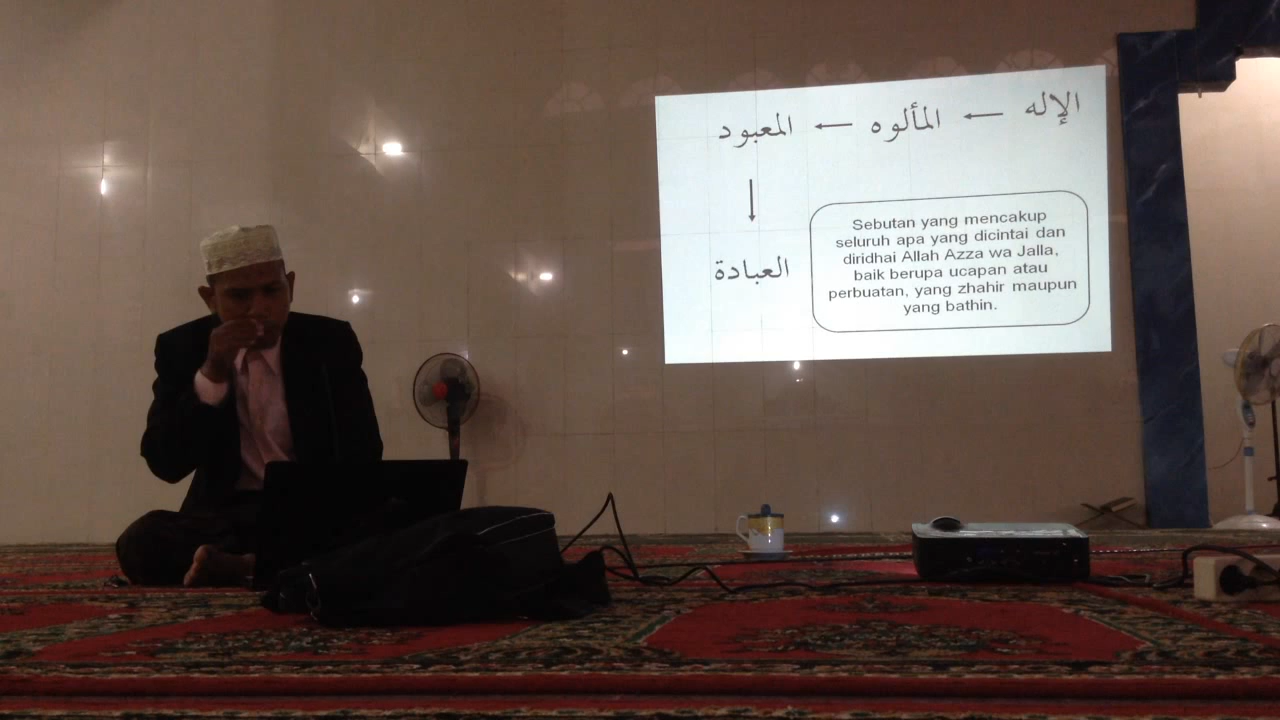 الإله ← المألوه ← المعبود
↓
العبادة
Sebutan yang mencakup
seluruh apa yang dicintai dan
diridhai Allah Azza wa Jalla,
baik berupa ucapan atau
perbuatan, yang zhahir maupun
yang bathin.